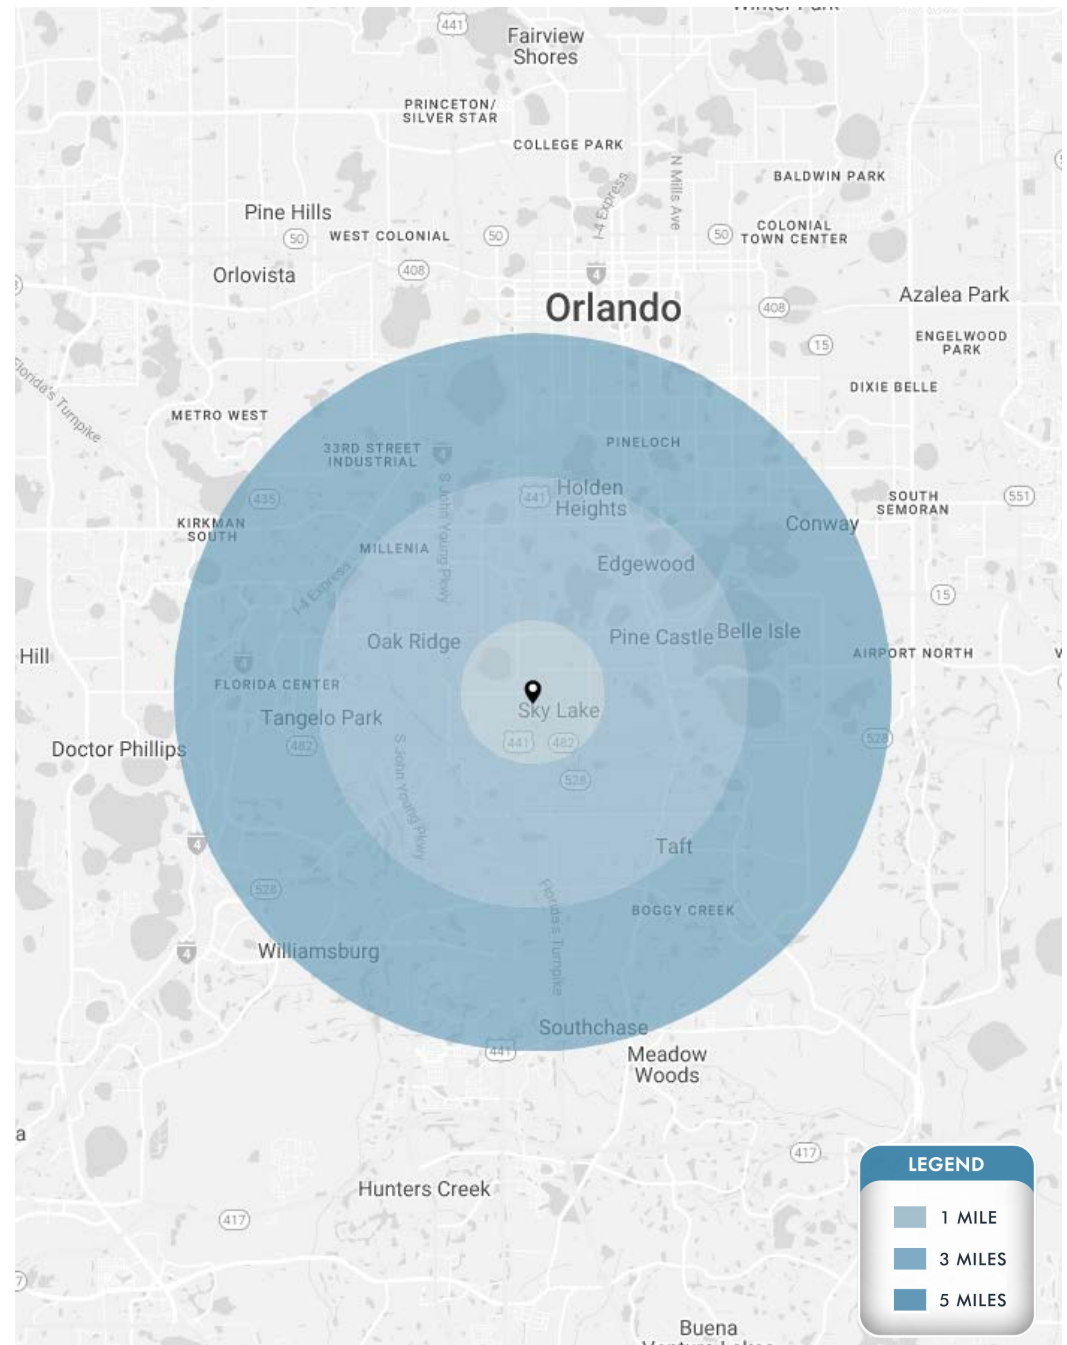 441
Fairview
Shores
PRINCETON/
SILVER STAR
COLLEGE PARK
N Mills Ave
BALDWIN PARK
I-4 Express
Pine Hills
50
WEST COLONIAL
50
50
COLONIAL
TOWN CENTER
Orlovista
408
4
Azalea Park
Orlando
408
15
ENGELWOOD
PARK
Florida's Turnpike
DIXIE BELLE
METRO WEST
33RD STREET
INDUSTRIAL
4
PINELOCH
S John Young Pkwy
435
441
Holden
Heights
SOUTH
SEMORAN
551
KIRKMAN
SOUTH
Conway
MILLENIA
Edgewood
I-4 Express
15
Oak Ridge
Pine Castle
Belle Isle
Hill
4
AIRPORT NORTH
FLORIDA CENTER
Sky Lake
Tangelo Park
482
441
482
528
Doctor Phillips
528
S John Young Pkwy
4
Taft
528
Florida's Turnpike
BOGGY CREEK
4
Williamsburg
Southchase
441
Meadow
Woods
a
417
LEGEND
Hunters Creek
417
1 MILE
3 MILES
5 MILES
7
Buena